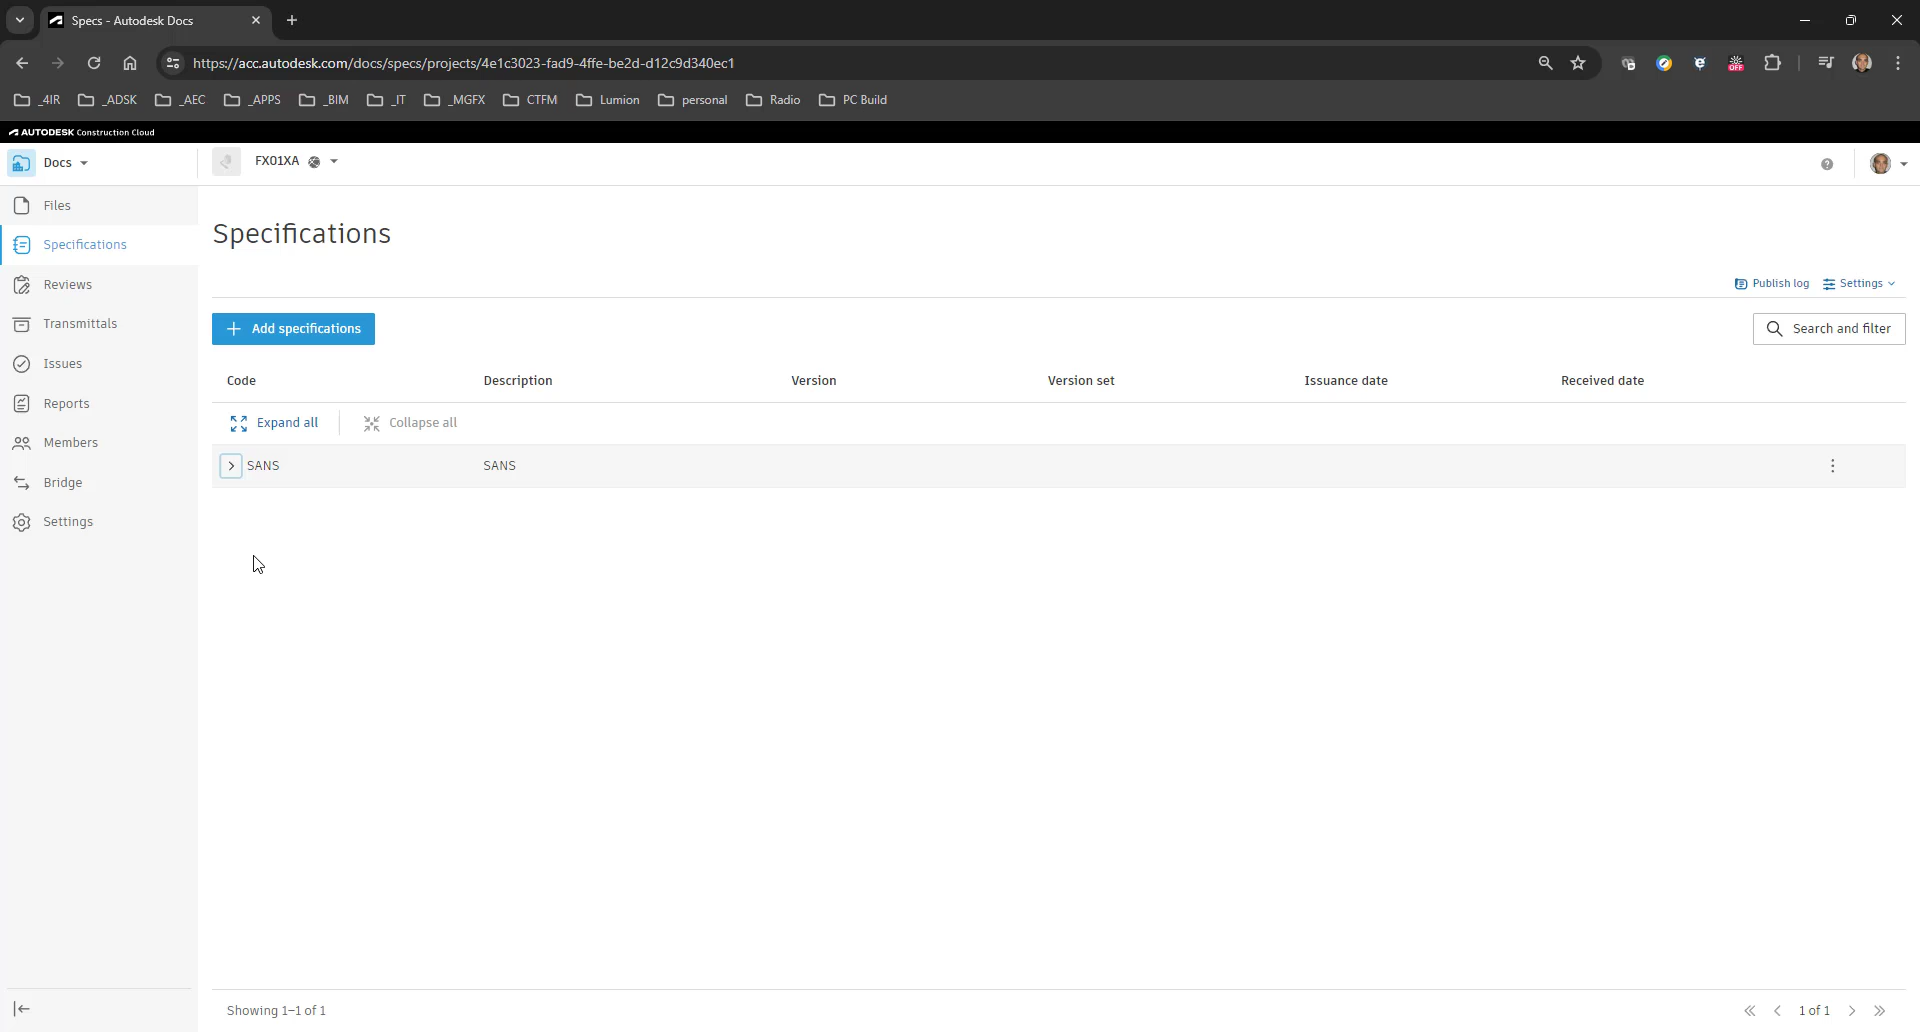 Specs - Autodesk Docs
https://acc.autodesk.com/docs/specs/projects/4e1c3023-fad9-4ffe-be2d-d12c9d340ec1
OFF
_4IR _ADSK _AEC _APPS _BIM _IT _MGFX CTFM Lumion personal Radio PC Build
AUTODESK Construction Cloud
Docs FX01XA
Files
Specifications
Reviews
Transmittals
Issues
Reports
Members
Bridge
Settings
Specifications
Publish log Settings
Add specifications Search and filter
Code Description Version Version set Issuance date Received date
Expand all Collapse all
SANS SANS
Showing 1–1 of 1 1 of 1